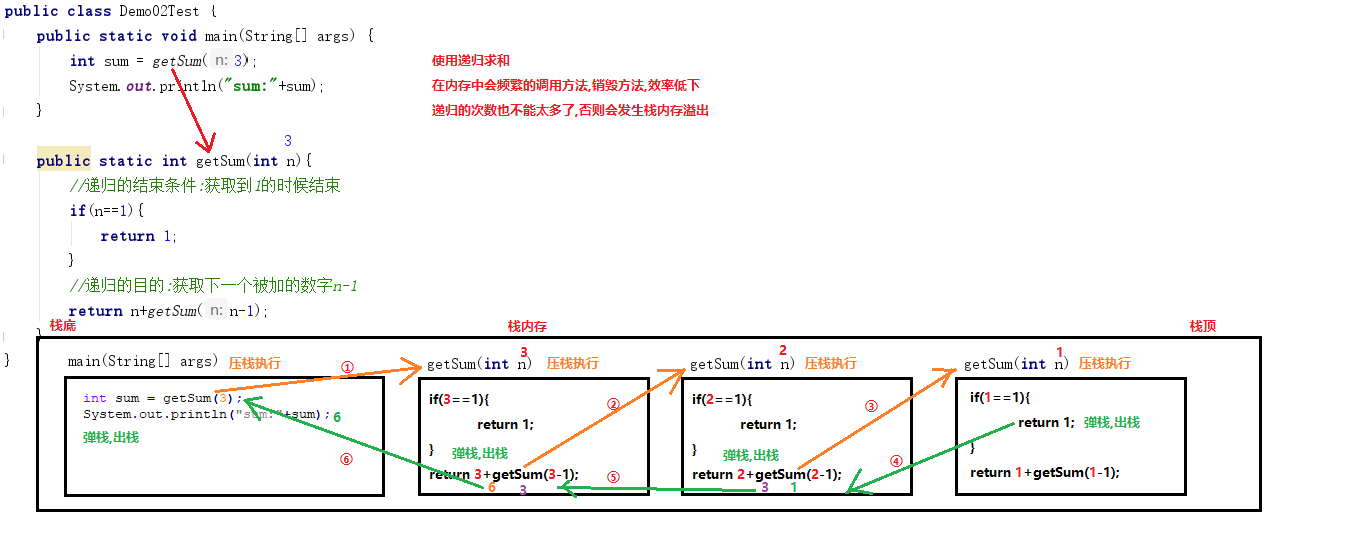 public class Demo02Test {
public static void main(String[] args) {
int sum = getSum( n: 3);
System.out.println("sum:"+sum);
}
使用递归求和
在内存中会频繁的调用方法,销毁方法,效率低下
递归的次数也不能太多了,否则会发生栈内存溢出
3
public static int getSum(int n){
//递归的结束条件:获取到1的时候结束
if(n==1){
return 1;
}
//递归的目的:获取下一个被加的数字n-1
return n+getSum( n: n-1);
}
}
栈底 栈内存 栈顶
main(String[] args) 压栈执行
①
int sum = getSum(3);
System.out.println("sum:"+sum); 6
弹栈,出栈
⑥
3
getSum(int n) 压栈执行
if(3==1){
②
return 1;
} 弹栈,出栈
return 3+getSum(3-1);
⑤
6 3
2
getSum(int n) 压栈执行
if(2==1){
③
return 1;
} 弹栈,出栈
return 2+getSum(2-1);
④
3 1
1
getSum(int n) 压栈执行
if(1==1){
return 1; 弹栈,出栈
}
return 1+getSum(1-1);